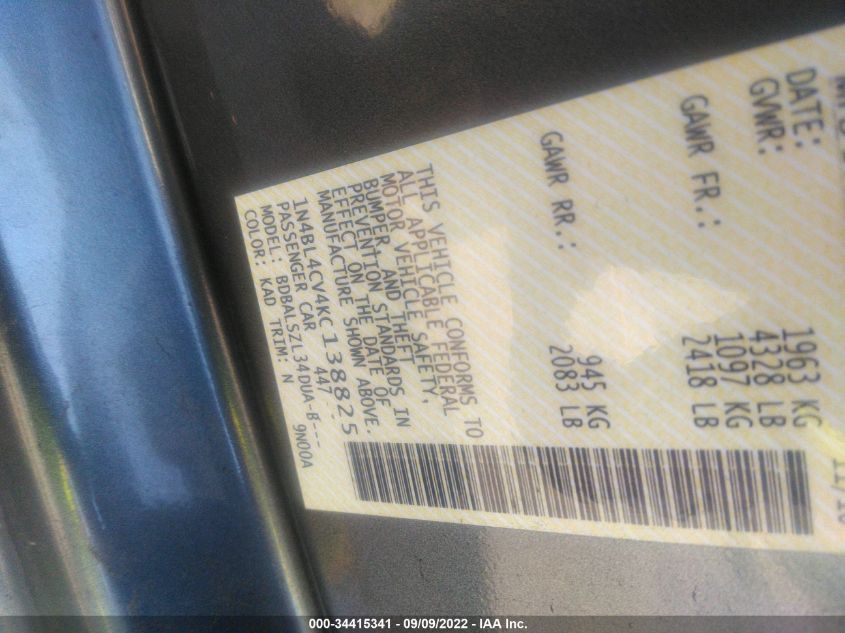 DATE: 11/18
GVWR: 1963 KG
4328 LB
GAWR FR.: 1097 KG
2418 LB
GAWR RR.: 945 KG
2083 LB
THIS VEHICLE CONFORMS TO
ALL APPLICABLE FEDERAL
MOTOR VEHICLE SAFETY,
BUMPER, AND THEFT
PREVENTION STANDARDS IN
EFFECT ON THE DATE OF
MANUFACTURE SHOWN ABOVE.
1N4BL4CV4KC138825
PASSENGER CAR 447
MODEL: BDBALSZL34DUA-B---
COLOR: KAD TRIM: N 9N00A
000-34415341 - 09/09/2022 - IAA Inc.